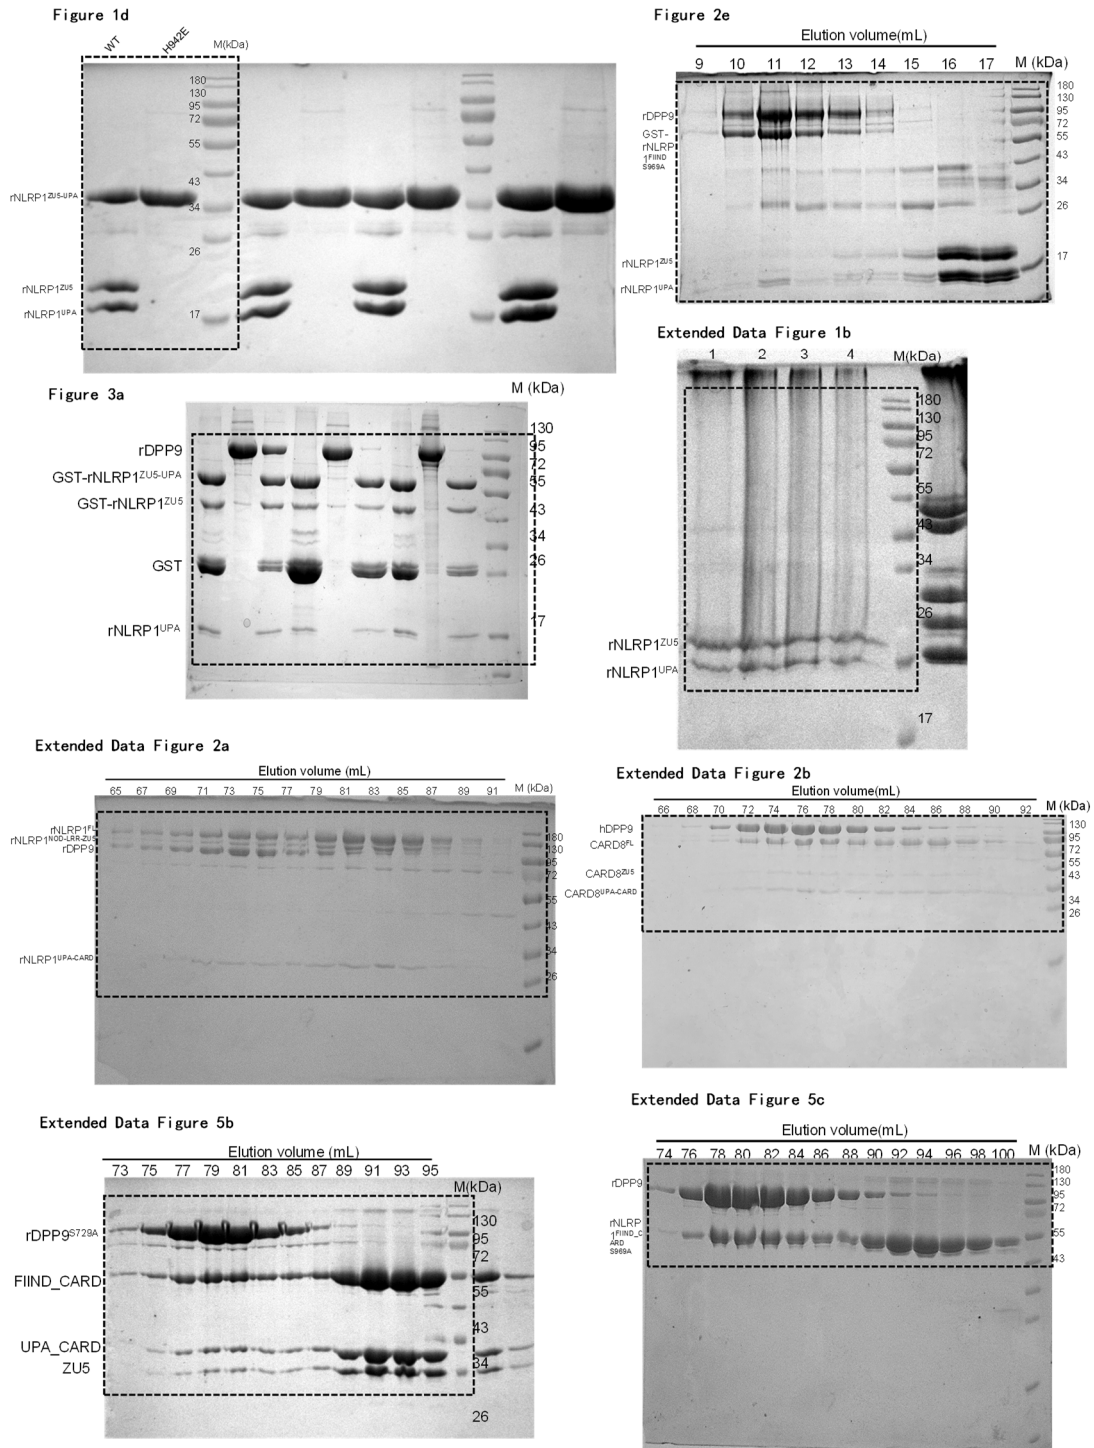 Figure 1d
WT
H942E
M(kDa)
180
130
95
72
55
43
34
26
17
rNLRP1ZU5-UPA
rNLRP1ZU5
rNLRP1UPA
Figure 2e
Elution volume(mL)
9 10 11 12 13 14 15 16 17 M (kDa)
180
130
95
72
55
43
34
26
17
rDPP9
GST-
rNLRP
1FIIND
S969A
rNLRP1ZU5
rNLRP1UPA
Figure 3a
M (kDa)
130
95
72
55
43
34
26
17
rDPP9
GST-rNLRP1ZU5-UPA
GST-rNLRP1ZU5
GST
rNLRP1UPA
Extended Data Figure 1b
1 2 3 4 M(kDa)
180
130
95
72
55
43
34
26
17
rNLRP1ZU5
rNLRP1UPA
Extended Data Figure 2a
Elution volume (mL)
65 67 69 71 73 75 77 79 81 83 85 87 89 91 M (kDa)
rNLRP1FL
rNLRP1NOD-LRR-ZU5
rDPP9
rNLRP1UPA-CARD
180
130
95
72
55
43
34
26
Extended Data Figure 2b
Elution volume (mL)
66 68 70 72 74 76 78 80 82 84 86 88 90 92 M (kDa)
hDPP9
CARD8FL
CARD8ZU5
CARD8UPA-CARD
130
95
72
55
43
34
26
Extended Data Figure 5b
Elution volume (mL)
73 75 77 79 81 83 85 87 89 91 93 95
M(kDa)
rDPP9S729A
FIIND_CARD
UPA_CARD
ZU5
130
95
72
55
43
34
26
Extended Data Figure 5c
Elution volume(mL)
74 76 78 80 82 84 86 88 90 92 94 96 98 100 M (kDa)
rDPP9
rNLRP
1FIIND_C
ARD
S969A
180
130
95
72
55
43